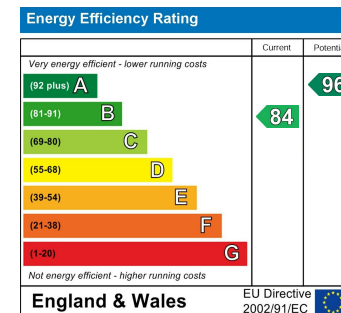 Energy Efficiency Rating
Current Potenti
Very energy efficient - lower running costs
(92 plus) A
96
(81-91) B
84
(69-80) C
(55-68) D
(39-54) E
(21-38) F
(1-20) G
Not energy efficient - higher running costs
England & Wales
EU Directive
2002/91/EC